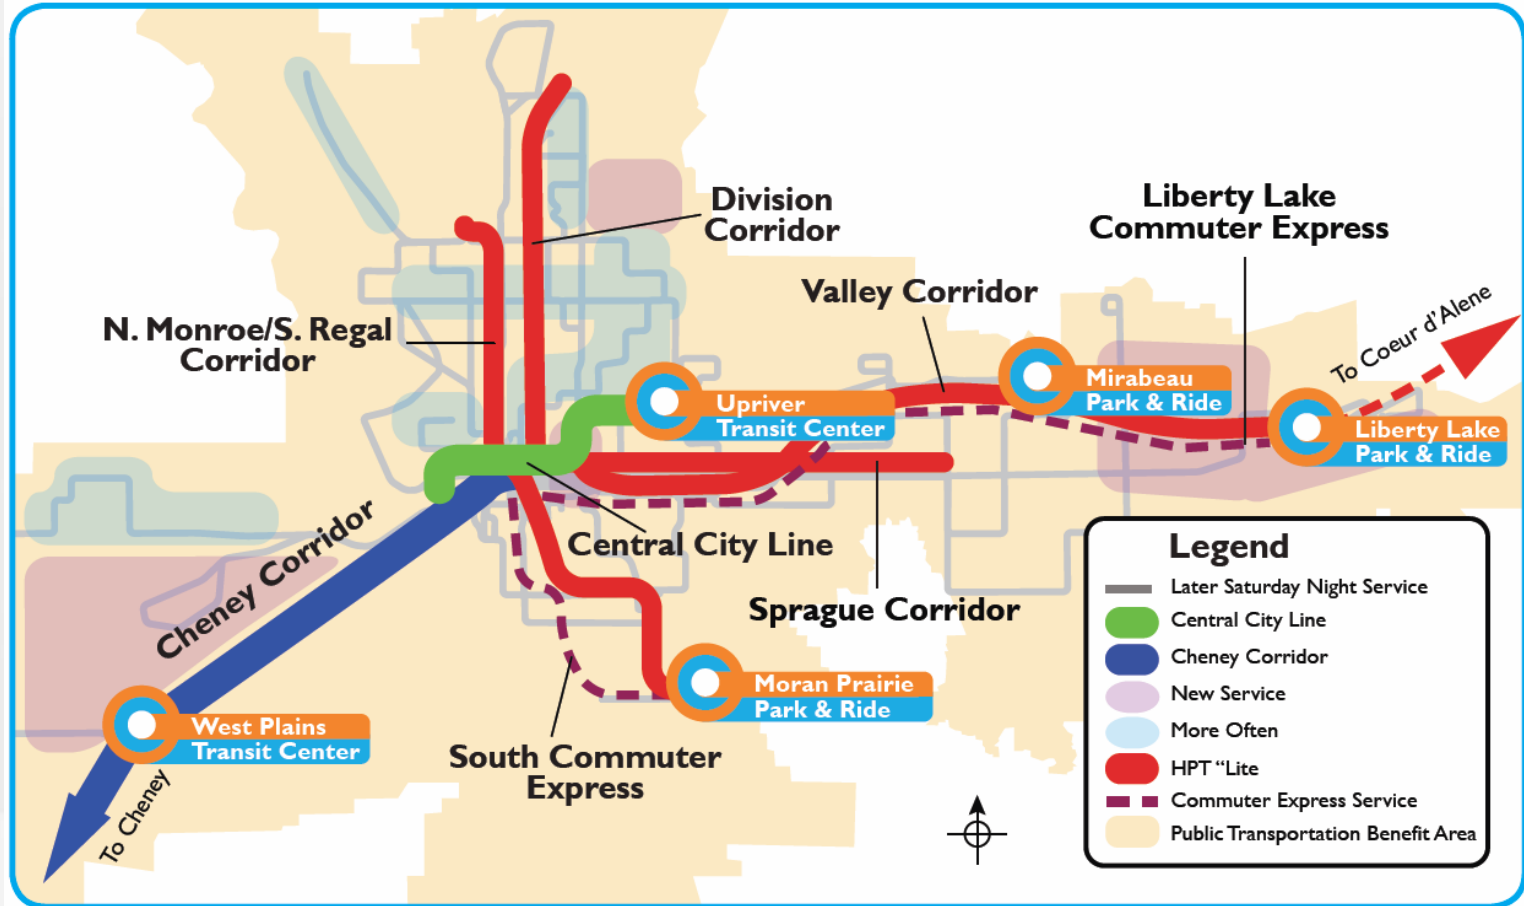 Division
Corridor
Liberty Lake
Commuter Express
Valley Corridor
To Coeur d'Alene
N. Monroe/S. Regal
Corridor
Mirabeau
Park & Ride
Upriver
Transit Center
Liberty Lake
Park & Ride
Cheney Corridor
Central City Line
Sprague Corridor
Moran Prairie
Park & Ride
West Plains
Transit Center
South Commuter
Express
To Cheney
Legend
Later Saturday Night Service
Central City Line
Cheney Corridor
New Service
More Often
HPT “Lite
Commuter Express Service
Public Transportation Benefit Area